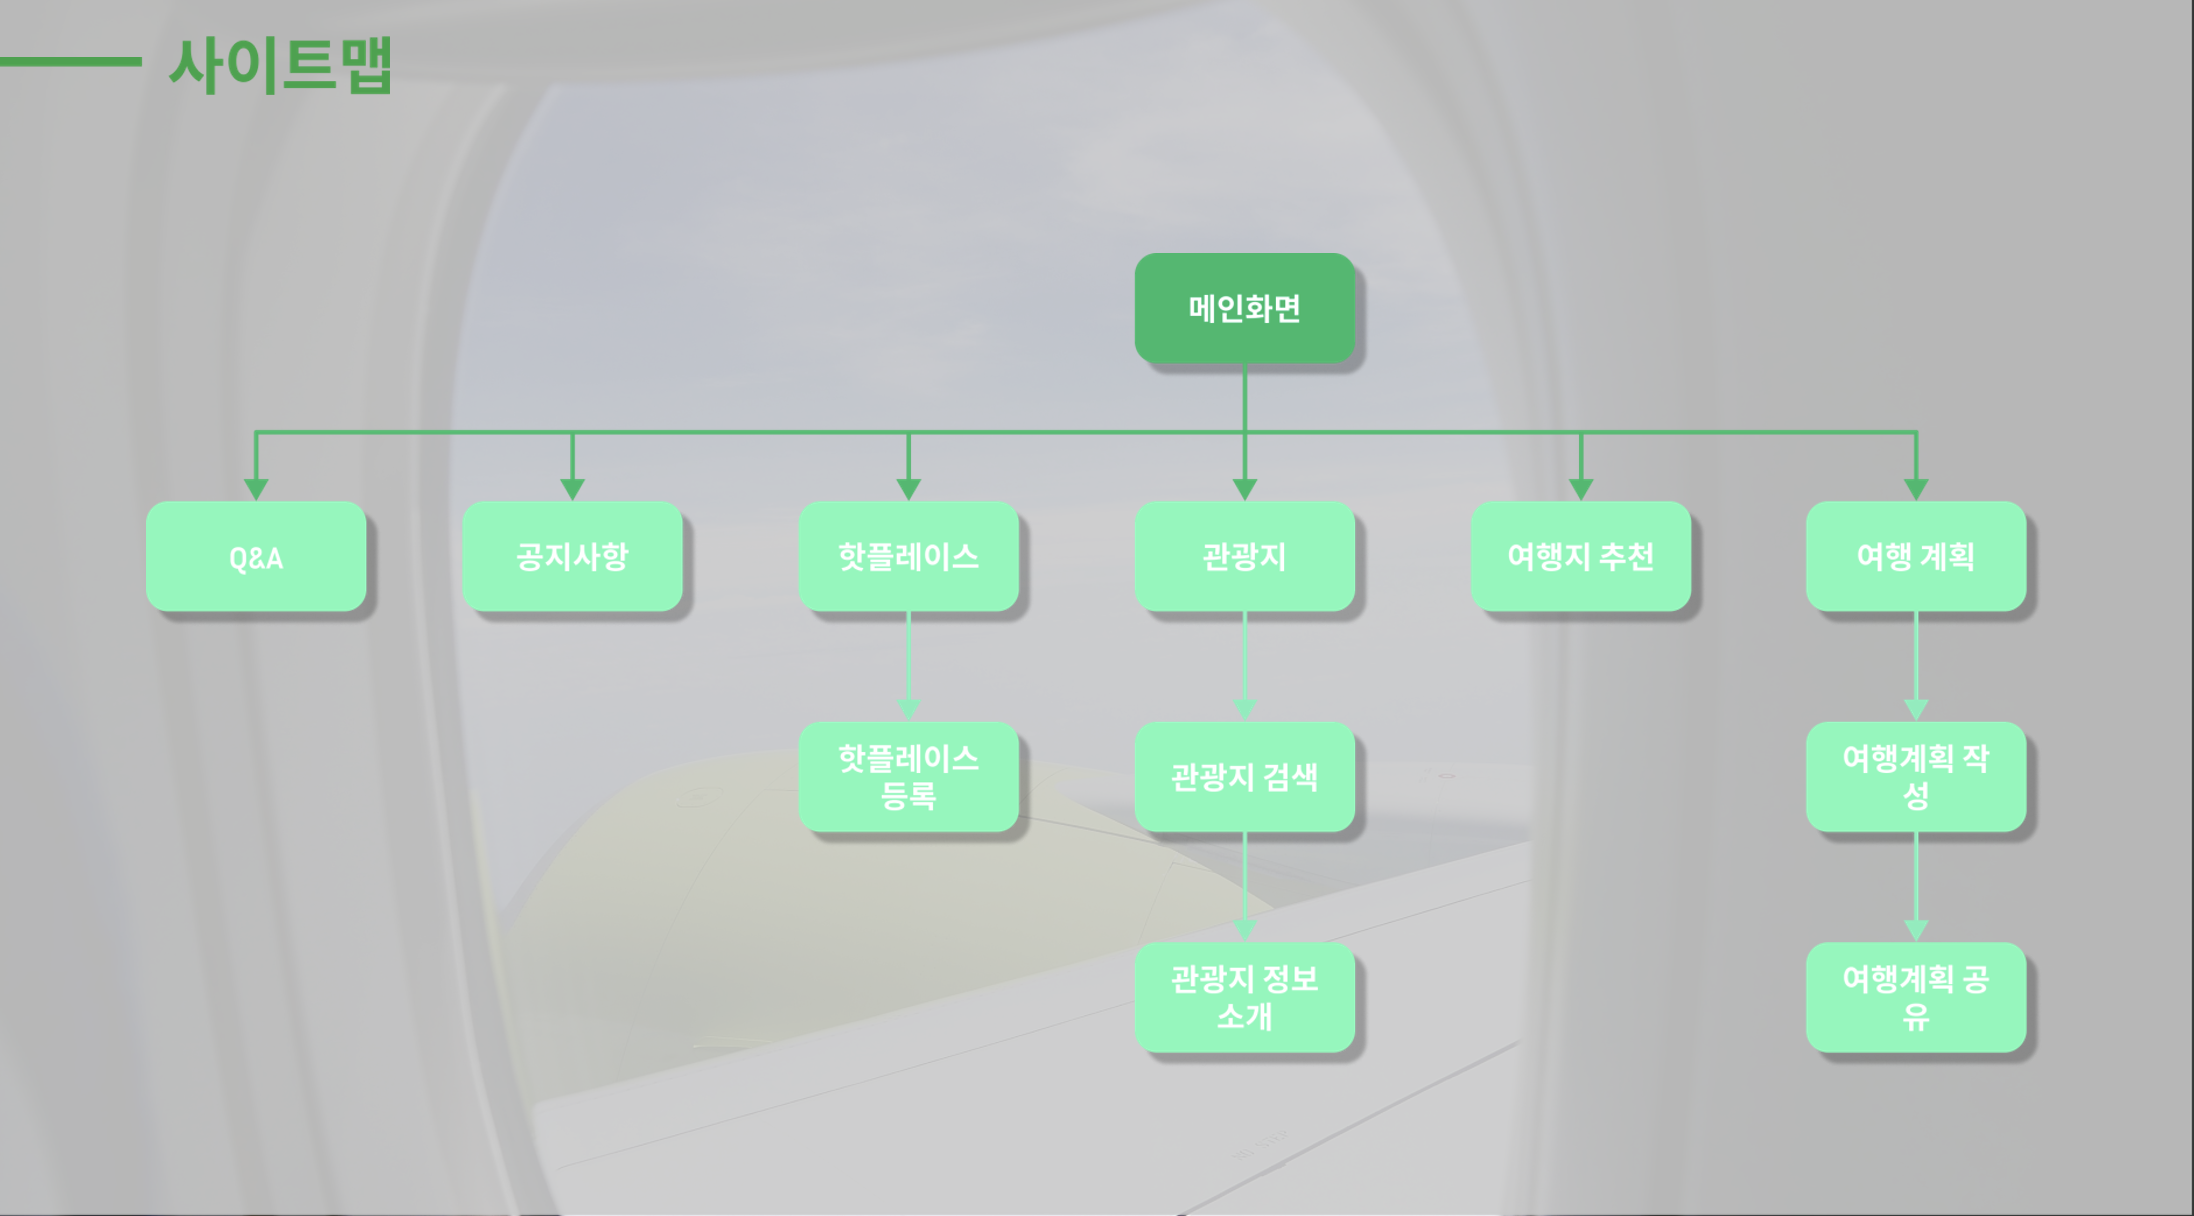 사이트맵
메인화면
Q&A
공지사항
핫플레이스
관광지
여행지 추천
여행 계획
핫플레이스
등록
관광지 검색
여행계획 작
성
관광지 정보
소개
여행계획 공
유